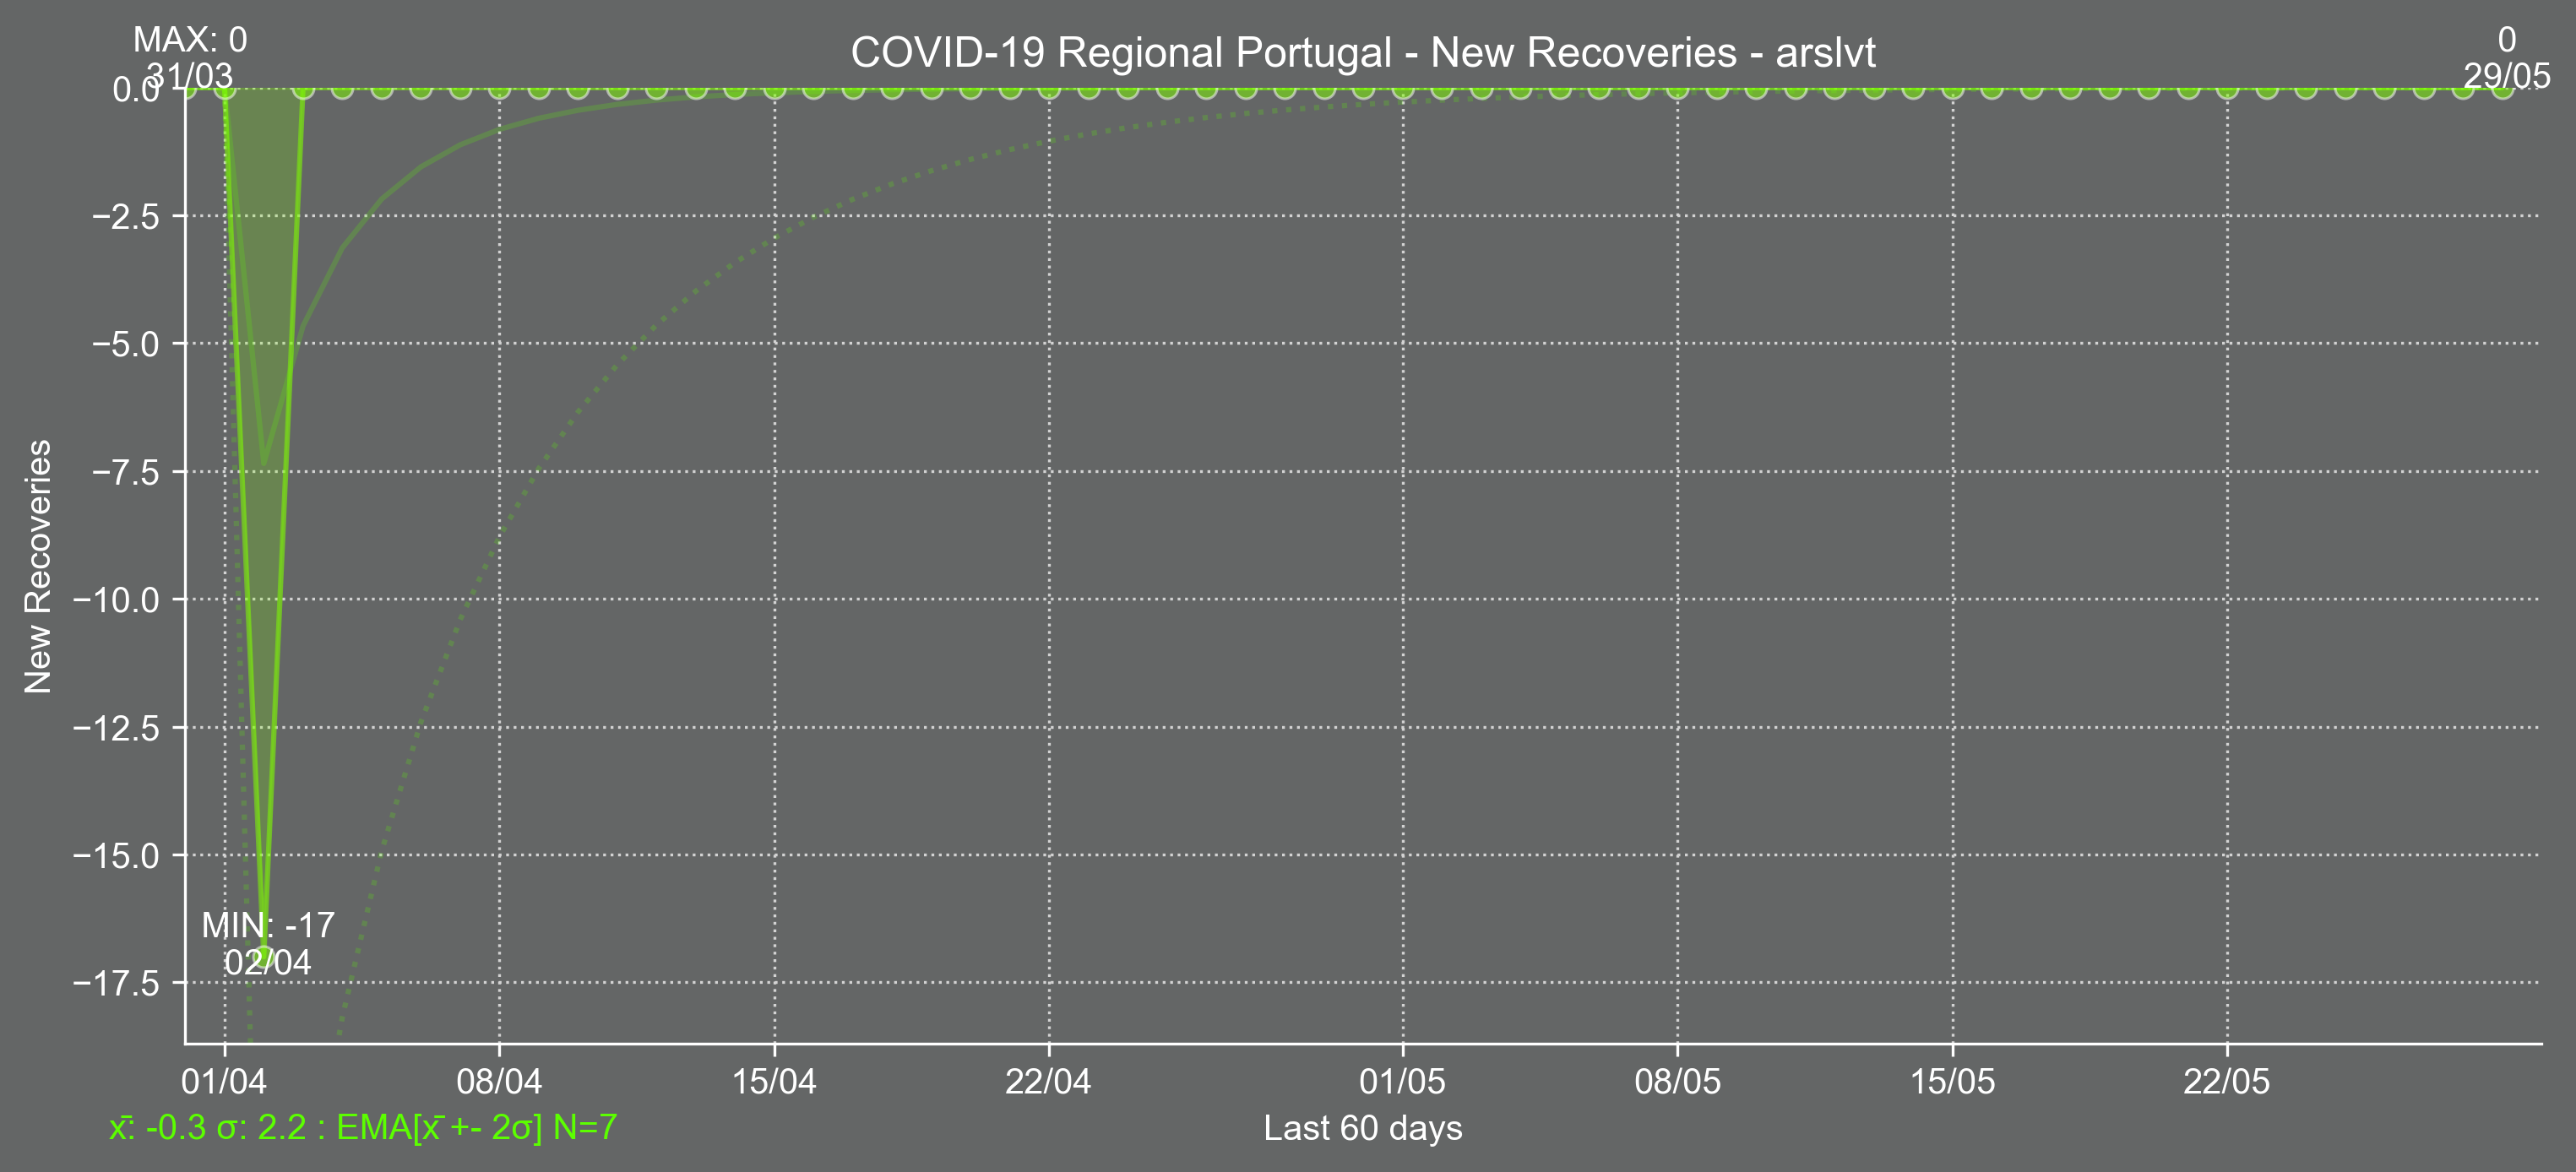 MAX: 0
31/03
COVID-19 Regional Portugal - New Recoveries - arslvt
0
29/05
0.0
−2.5
−5.0
−7.5
−10.0
−12.5
−15.0
−17.5
New Recoveries
MIN: -17
02/04
01/04 08/04 15/04 22/04 01/05 08/05 15/05 22/05
x̄: -0.3 σ: 2.2 : EMA[x̄ +- 2σ] N=7
Last 60 days